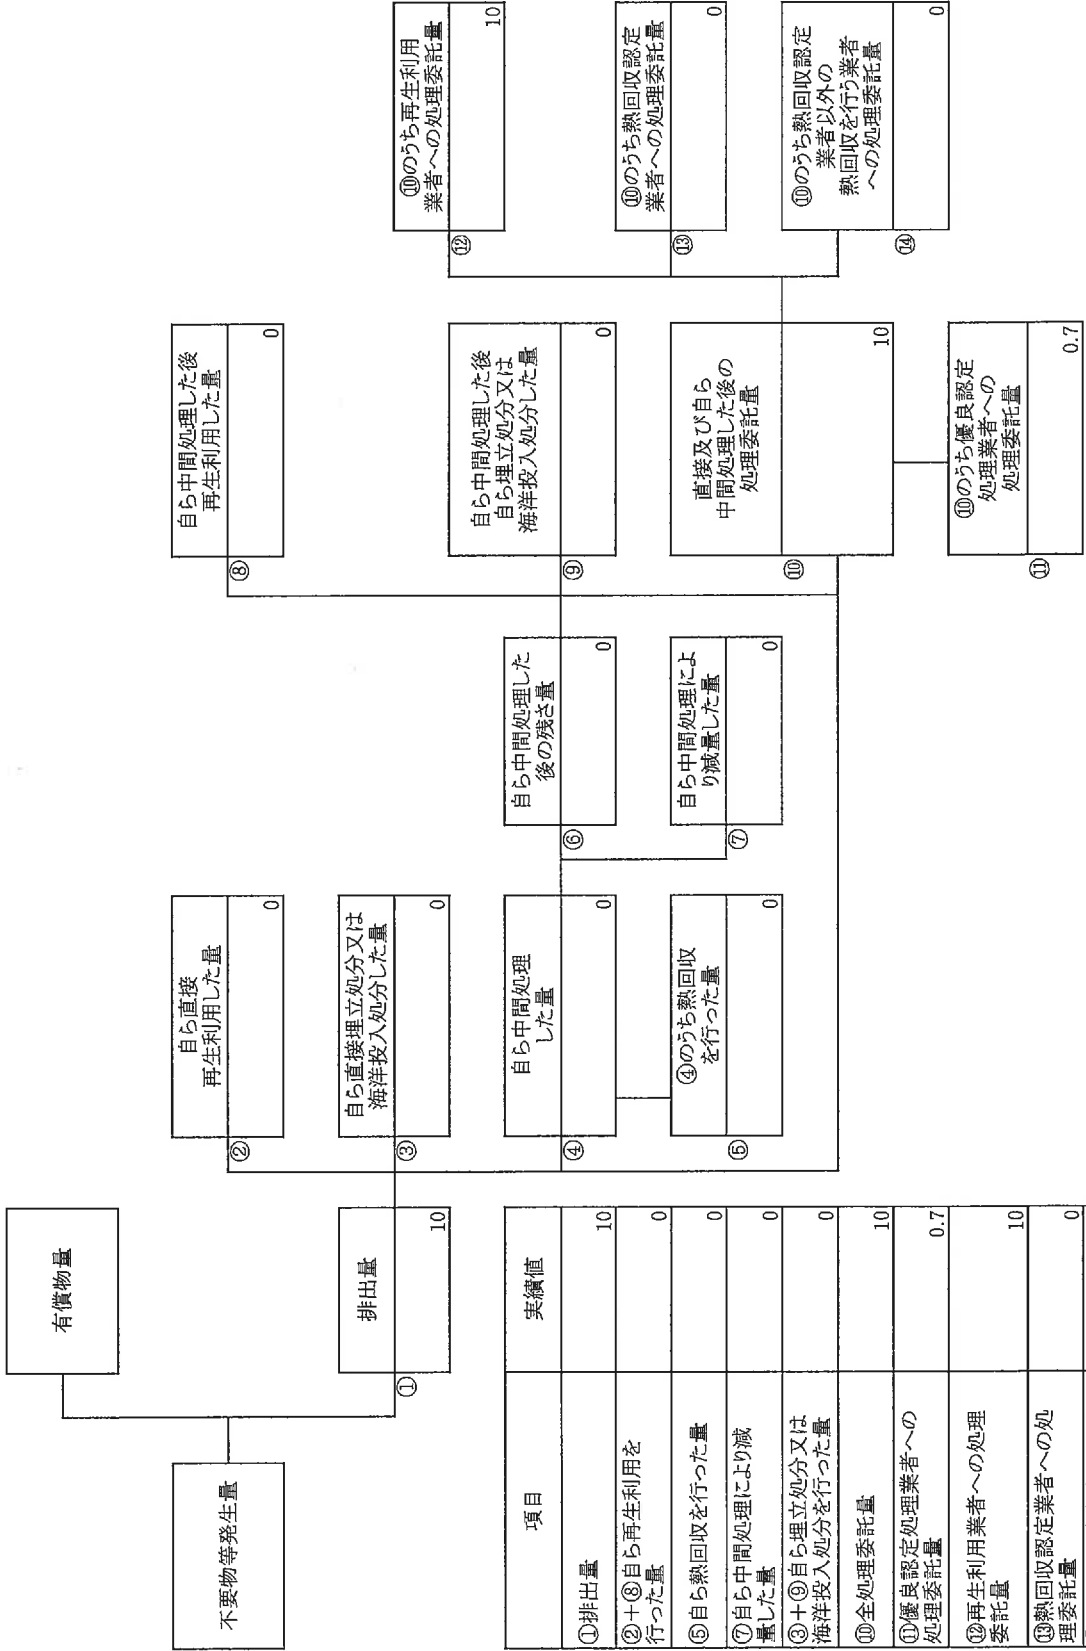 不要物等発生量
有償物量
①
排出量
10
②
自ら直接
再生利用した量
0
③
自ら直接埋立処分又は
海洋投入処分した量
0
④
自ら中間処理
した量
0
⑤
④のうち熱回収
を行った量
0
⑥
自ら中間処理した
後の残さ量
0
⑦
自ら中間処理によ
り減量した量
0
⑧
自ら中間処理した後
再生利用した量
0
⑨
自ら中間処理した後
自ら埋立処分又は
海洋投入処分した量
0
⑩
直接及び自ら
中間処理した後の
処理委託量
10
⑪
⑩のうち優良認定
処理業者への
処理委託量
0.7
⑫
⑩のうち再生利用
業者への処理委託量
10
⑬
⑩のうち熱回収認定
業者への処理委託量
0
⑭
⑩のうち熱回収認定
業者以外の
熱回収を行う業者
への処理委託量
0
項目 実績値
①排出量 10
②+⑧自ら再生利用を
行った量 0
⑤自ら熱回収を行った量 0
⑦自ら中間処理により減
量した量 0
③+⑨自ら埋立処分又は
海洋投入処分を行った量 0
⑩全処理委託量 10
⑪優良認定処理業者への
処理委託量 0.7
⑫再生利用業者への処理
委託量 10
⑬熱回収認定業者への処
理委託量 0